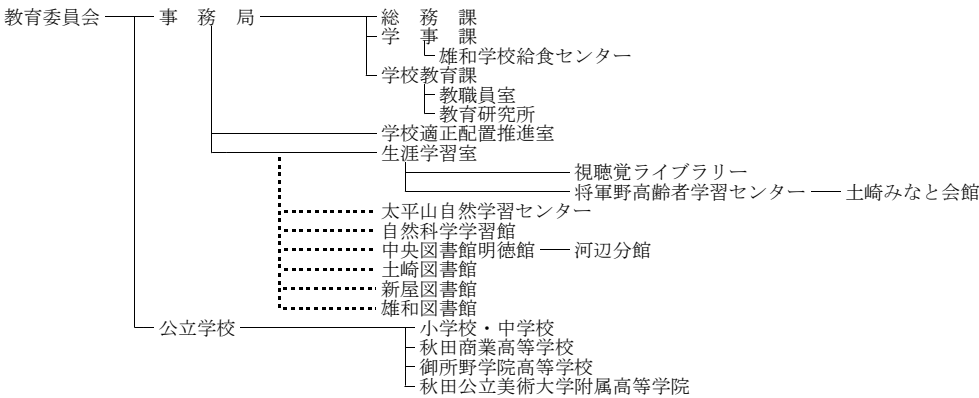 教育委員会 事務局 総務課
学事課
雄和学校給食センター
学校教育課
教職員室
教育研究所
学校適正配置推進室
生涯学習室
視聴覚ライブラリー
将軍野高齢者学習センター 土崎みなと会館
太平山自然学習センター
自然科学学習館
中央図書館明徳館 河辺分館
土崎図書館
新屋図書館
雄和図書館
公立学校 小学校・中学校
秋田商業高等学校
御所野学院高等学校
秋田公立美術大学附属高等学院